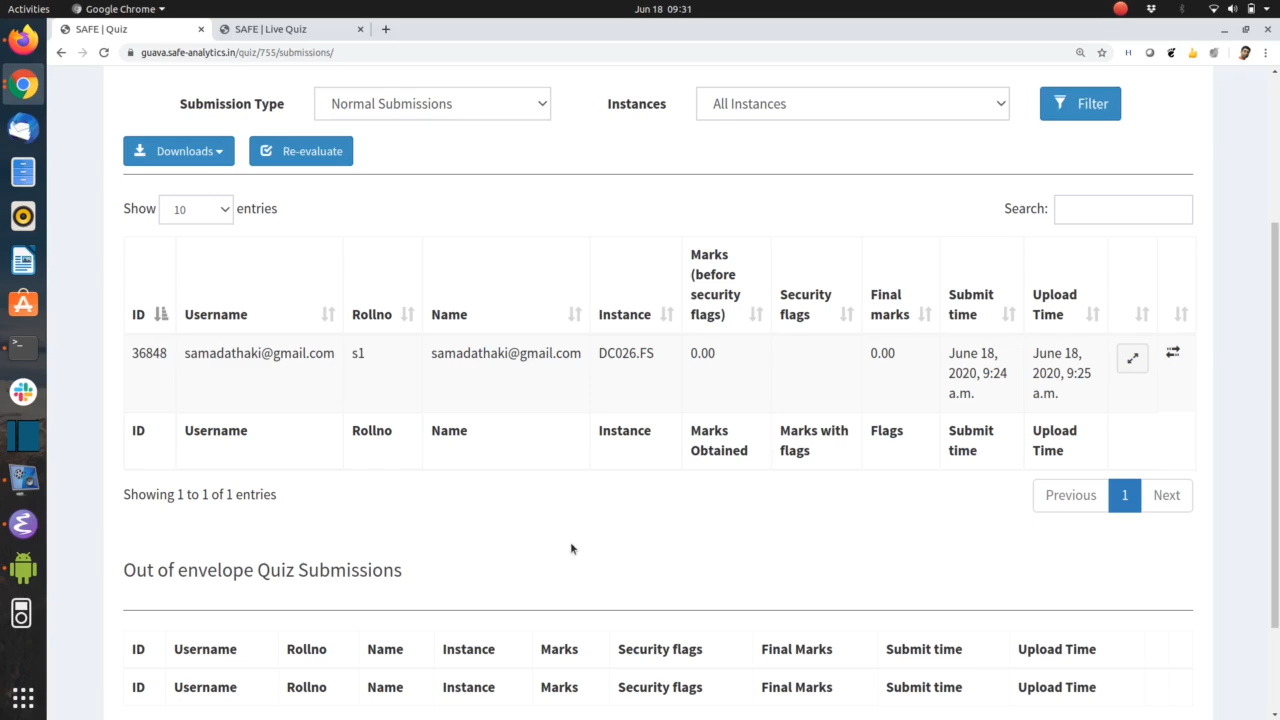 Activities
Google Chrome
Jun 18 09:31
SAFE | Quiz
SAFE | Live Quiz
guava.safe-analytics.in/quiz/755/submissions/
Submission Type
Normal Submissions
Instances
All Instances
Filter
Downloads
Re-evaluate
Show 10 entries
Search:
ID Username Rollno Name Instance Marks (before security flags) Security flags Final marks Submit time Upload Time
36848 samadathaki@gmail.com s1 samadathaki@gmail.com DC026.FS 0.00 0.00 June 18, 2020, 9:24 a.m. June 18, 2020, 9:25 a.m.
ID Username Rollno Name Instance Marks Obtained Marks with flags Flags Submit time Upload Time
Showing 1 to 1 of 1 entries
Previous 1 Next
Out of envelope Quiz Submissions
ID Username Rollno Name Instance Marks Security flags Final Marks Submit time Upload Time
ID Username Rollno Name Instance Marks Security flags Final Marks Submit time Upload Time